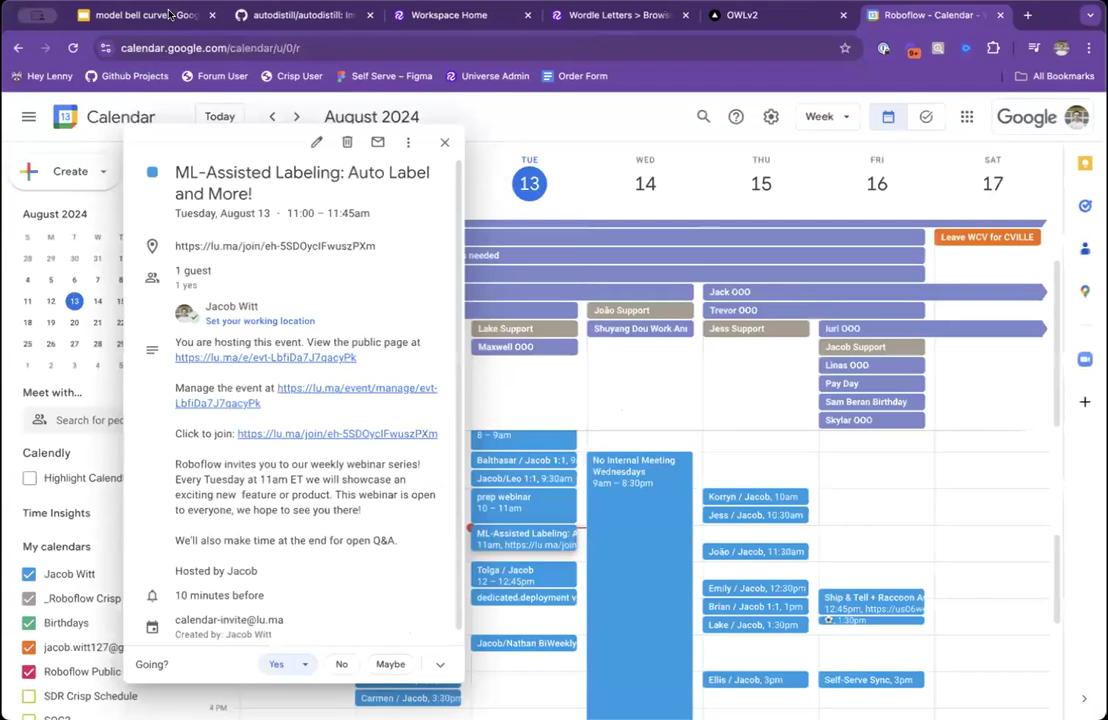 model bell curve - Goog
autodistill/autodistill: Im
Workspace Home
Wordle Letters > Browse
OWLv2
Roboflow - Calendar -
calendar.google.com/calendar/u/0/r
9+
Hey Lenny
Github Projects
Forum User
Crisp User
Self Serve – Figma
Universe Admin
Order Form
All Bookmarks
13
Calendar
Today
August 2024
Week
Google
Create
August 2024
S M T W
28 29 30 31
4 5 6 7
11 12 13 14
18 19 20 21
25 26 27 28
1 2 3 4
Meet with...
Search for peo
Calendly
Highlight Calend
Time Insights
My calendars
Jacob Witt
_Roboflow Crisp
Birthdays
jacob.witt127@g
Roboflow Public
SDR Crisp Schedule
SOC2
ML-Assisted Labeling: Auto Label
and More!
Tuesday, August 13 · 11:00 – 11:45am
https://lu.ma/join/eh-5SDOycIFwuszPXm
1 guest
1 yes
Jacob Witt
Set your working location
You are hosting this event. View the public page at
https://lu.ma/e/evt-LbfiDa7J7qacyPk
Manage the event at https://lu.ma/event/manage/evt-
LbfiDa7J7qacyPk
Click to join: https://lu.ma/join/eh-5SDOycIFwuszPXm
Roboflow invites you to our weekly webinar series!
Every Tuesday at 11am ET we will showcase an
exciting new feature or product. This webinar is open
to everyone, we hope to see you there!
We'll also make time at the end for open Q&A.
Hosted by Jacob
10 minutes before
calendar-invite@lu.ma
Created by: Jacob Witt
Going?
Yes
No
Maybe
TUE
13
WED
14
THU
15
FRI
16
SAT
17
Leave WCV for CVILLE
s needed
Jack OOO
João Support
Trevor OOO
Lake Support
Shuyang Dou Work Ann
Jess Support
Iuri OOO
Maxwell OOO
Jacob Support
Linas OOO
Pay Day
Sam Beran Birthday
Skylar OOO
8 – 9am
Balthasar / Jacob 1:1, 9
Jacob/Leo 1:1, 9:30am
prep webinar
10 – 11am
ML-Assisted Labeling: A
11am, https://lu.ma/join
Tolga / Jacob
12 – 12:45pm
dedicated.deployment v
Jacob/Nathan BiWeekly
Carmen / Jacob, 3:30pm
4 PM
No Internal Meeting
Wednesdays
9am – 8:30pm
Korryn / Jacob, 10am
Jess / Jacob, 10:30am
João / Jacob, 11:30am
Emily / Jacob, 12:30pm
Brian / Jacob 1:1, 1pm
Lake / Jacob, 1:30pm
Ellis / Jacob, 3pm
Ship & Tell + Raccoon A
12:45pm, https://us06w
1:30pm
Self-Serve Sync, 3pm